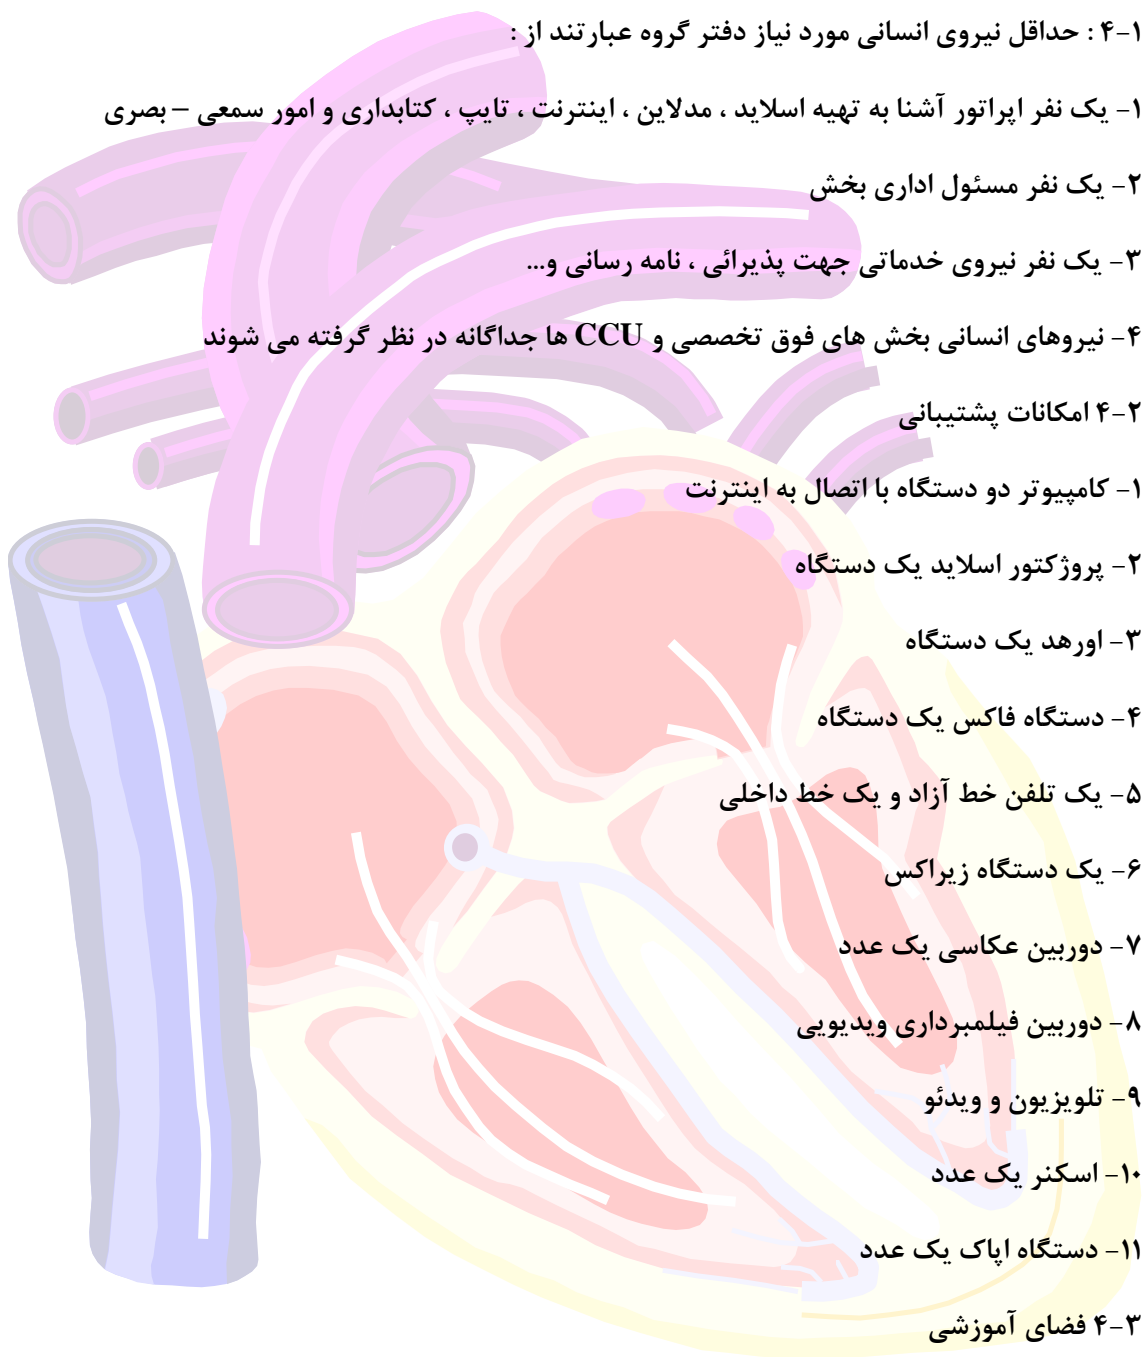 ۴-۱ : حداقل نیروی انسانی مورد نیاز دفتر گروه عبارتند از :
۱- یک نفر اپراتور آشنا به تهیه اسلاید ، مدلاین ، اینترنت ، تایپ ، کتابداری و امور سمعی – بصری
۲- یک نفر مسئول اداری بخش
۳- یک نفر نیروی خدماتی جهت پذیرائی ، نامه رسانی و...
۴- نیروهای انسانی بخش های فوق تخصصی و CCU ها جداگانه در نظر گرفته می شوند
۴-۲ امکانات پشتیبانی
۱- کامپیوتر دو دستگاه با اتصال به اینترنت
۲- پروژکتور اسلاید یک دستگاه
۳- اورهد یک دستگاه
۴- دستگاه فاکس یک دستگاه
۵- یک تلفن خط آزاد و یک خط داخلی
۶- یک دستگاه زیراکس
۷- دوربین عکاسی یک عدد
۸- دوربین فیلمبرداری ویدیویی
۹- تلویزیون و ویدئو
۱۰- اسکنر یک عدد
۱۱- دستگاه اپاک یک عدد
۴-۳ فضای آموزشی